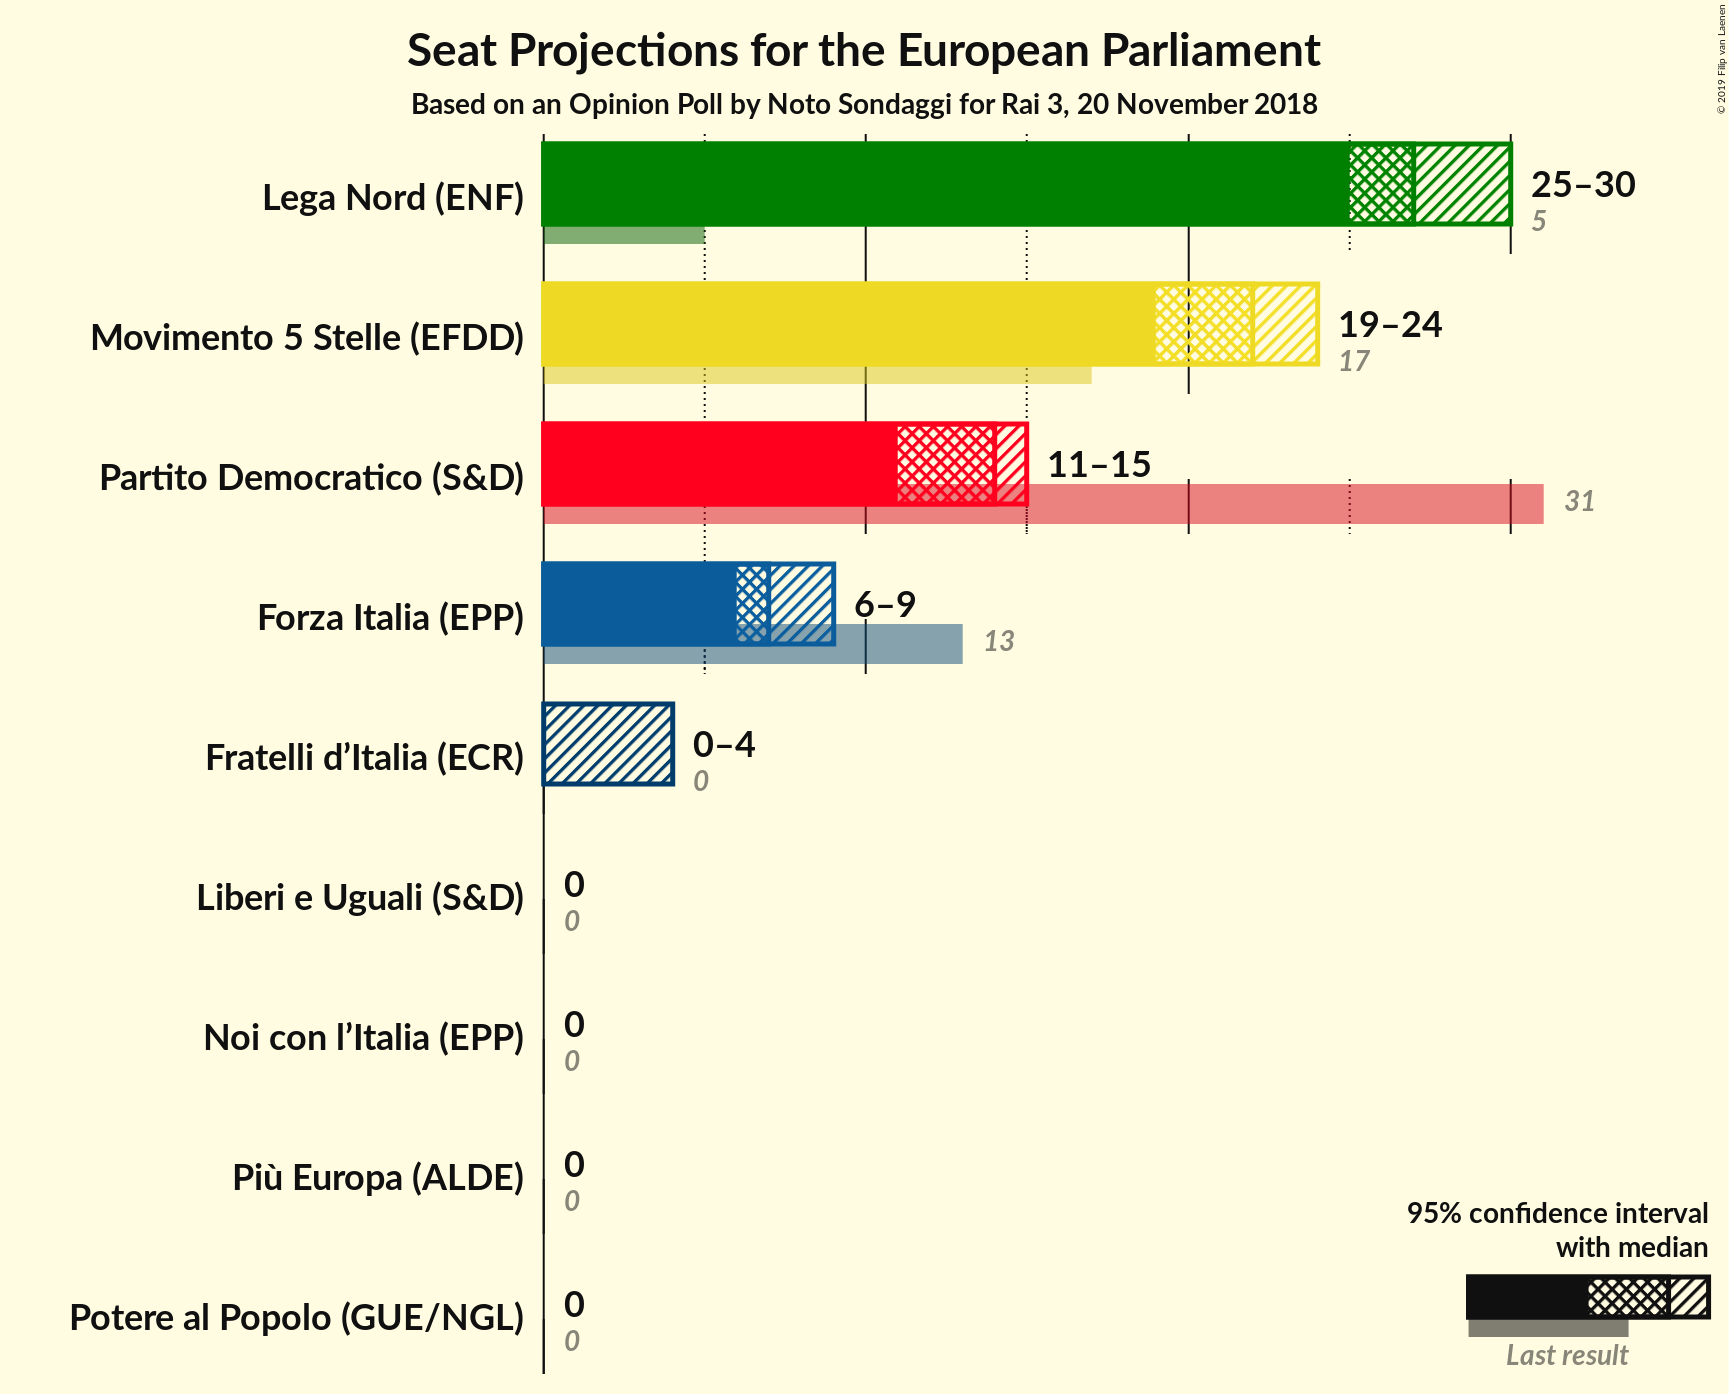 Seat Projections for the European Parliament
Based on an Opinion Poll by Noto Sondaggi for Rai 3, 20 November 2018
© 2019 Filip van Laenen
Lega Nord (ENF)
25–30
5
Movimento 5 Stelle (EFDD)
19–24
17
Partito Democratico (S&D)
11–15
31
Forza Italia (EPP)
6–9
13
Fratelli d’Italia (ECR)
0–4
0
Liberi e Uguali (S&D)
0
0
Noi con l’Italia (EPP)
0
0
Più Europa (ALDE)
0
0
Potere al Popolo (GUE/NGL)
0
0
95% confidence interval
with median
Last result